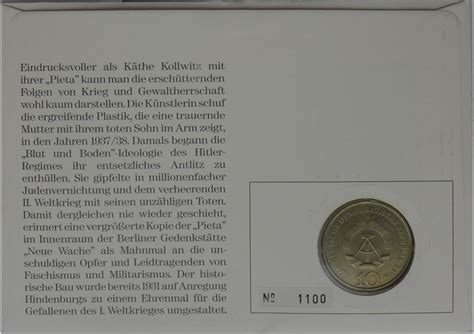 Eindrucksvoller als Käthe Kollwitz mit
ihrer „Pieta" kann man die erschütternden
Folgen von Krieg und Gewaltherrschaft
wohl kaum darstellen. Die Künstlerin schuf
die ergreifende Plastik, die eine trauernde
Mutter mit ihrem toten Sohn im Arm zeigt,
in den Jahren 1937/38. Damals begann die
„Blut und Boden"-Ideologie des Hitler-
Regimes ihr entsetzliches Antlitz zu
enthüllen. Sie gipfelte in millionenfacher
Judenvernichtung und dem verheerenden
II. Weltkrieg mit seinen unzähligen Toten.
Damit dergleichen nie wieder geschieht,
erinnert eine vergrößerte Kopie der „Pieta"
im Innenraum der Berliner Gedenkstätte
„Neue Wache" als Mahnmal an die un-
schuldigen Opfer und Leidtragenden von
Faschismus und Militarismus. Der histo-
rische Bau wurde bereits 1931 auf Anregung
Hindenburgs zu einem Ehrenmal für die
Gefallenen des I. Weltkrieges umgestaltet.
10
Nº 1100